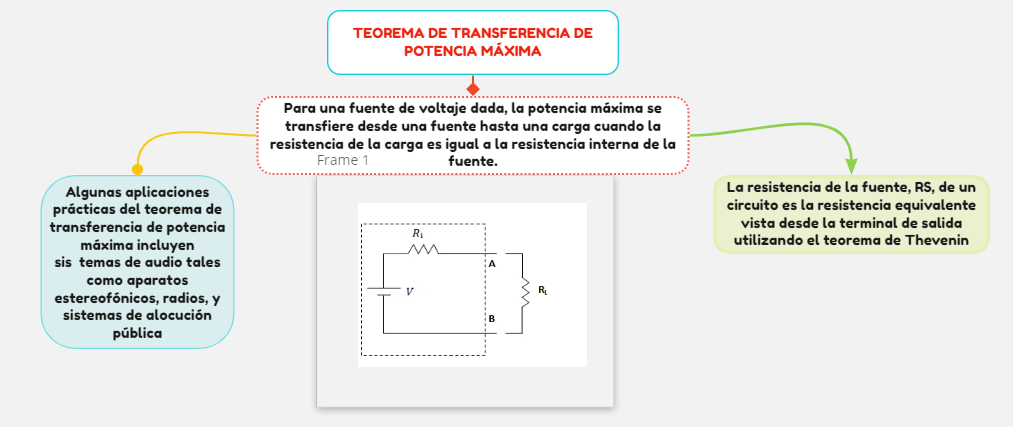 TEOREMA DE TRANSFERENCIA DE
POTENCIA MÁXIMA
Para una fuente de voltaje dada, la potencia máxima se
transfiere desde una fuente hasta una carga cuando la
resistencia de la carga es igual a la resistencia interna de la
fuente.
Frame 1
Algunas aplicaciones
prácticas del teorema de
transferencia de potencia
máxima incluyen
sis temas de audio tales
como aparatos
estereofónicos, radios, y
sistemas de alocución
pública
La resistencia de la fuente, RS, de un
circuito es la resistencia equivalente
vista desde la terminal de salida
utilizando el teorema de Thevenin
R₁
A
V
RL
B